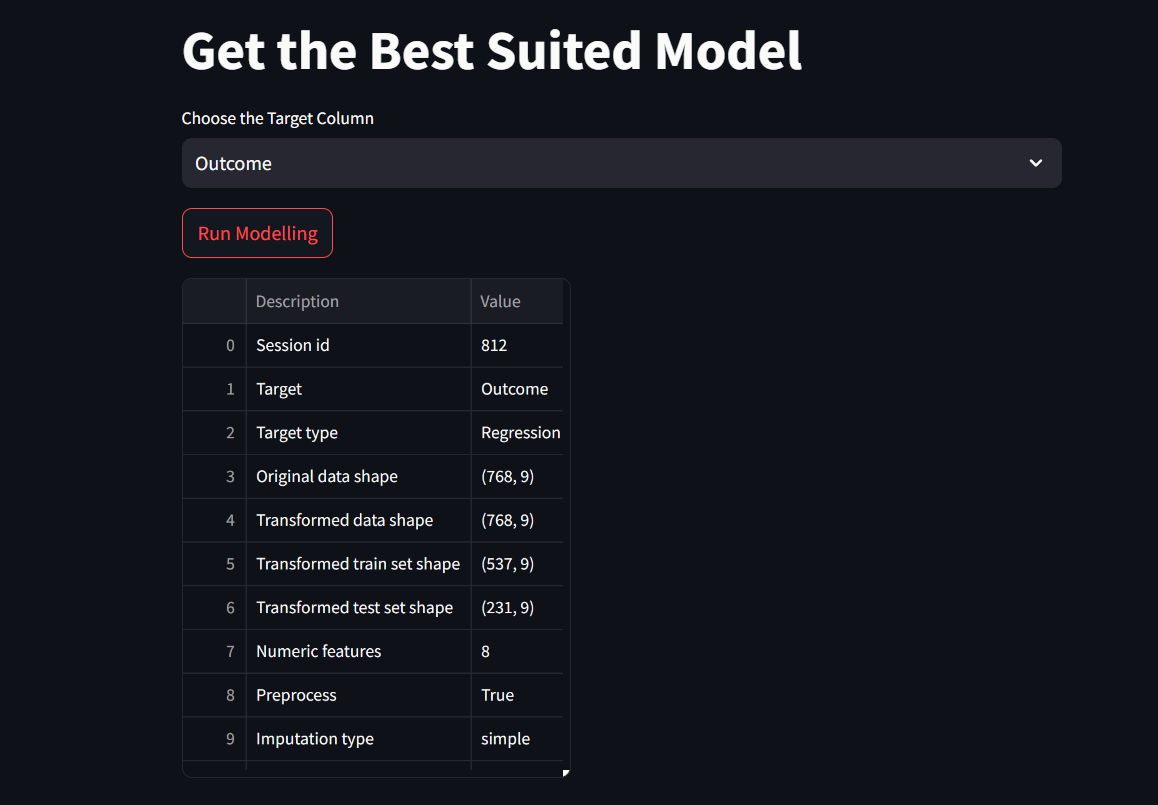 Get the Best Suited Model
Choose the Target Column
Outcome
Run Modelling
Description Value
0 Session id 812
1 Target Outcome
2 Target type Regression
3 Original data shape (768, 9)
4 Transformed data shape (768, 9)
5 Transformed train set shape (537, 9)
6 Transformed test set shape (231, 9)
7 Numeric features 8
8 Preprocess True
9 Imputation type simple